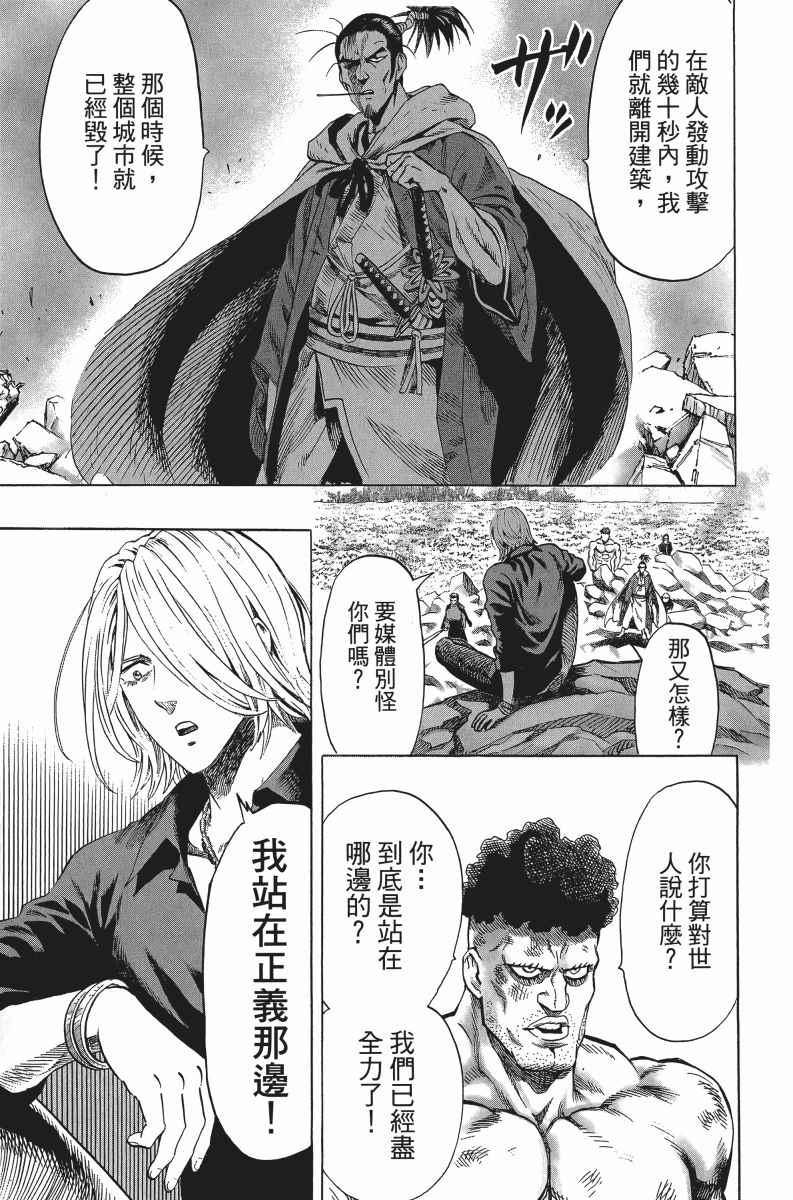 在敵人發動攻擊
的幾十秒內，我
們就離開建築，
那個時候，
整個城市就
已經毀了！
那又怎樣？
要媒體別怪
你們嗎？
你打算對世
人說什麼？
你…
到底是站在
哪邊的？
我們已經盡
全力了！
我站在正義那邊！